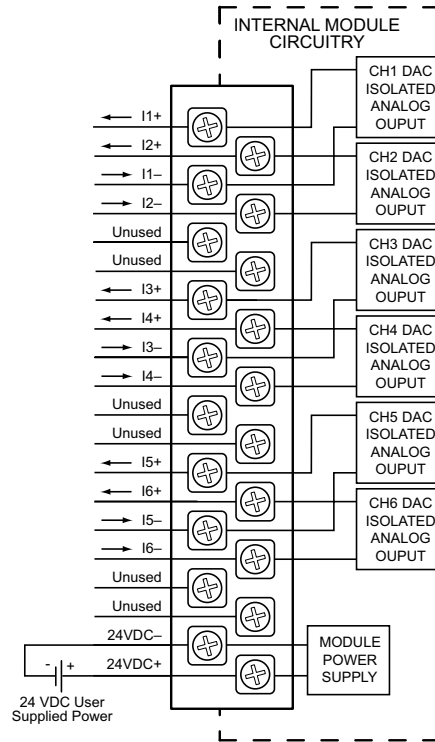 INTERNAL MODULE
CIRCUITRY
I1+
I2+
I1–
I2–
Unused
Unused
I3+
I4+
I3–
I4–
Unused
Unused
I5+
I6+
I5–
I6–
Unused
Unused
24VDC–
24VDC+
- +
24 VDC User
Supplied Power
CH1 DAC
ISOLATED
ANALOG
OUPUT
CH2 DAC
ISOLATED
ANALOG
OUPUT
CH3 DAC
ISOLATED
ANALOG
OUPUT
CH4 DAC
ISOLATED
ANALOG
OUPUT
CH5 DAC
ISOLATED
ANALOG
OUPUT
CH6 DAC
ISOLATED
ANALOG
OUPUT
MODULE
POWER
SUPPLY